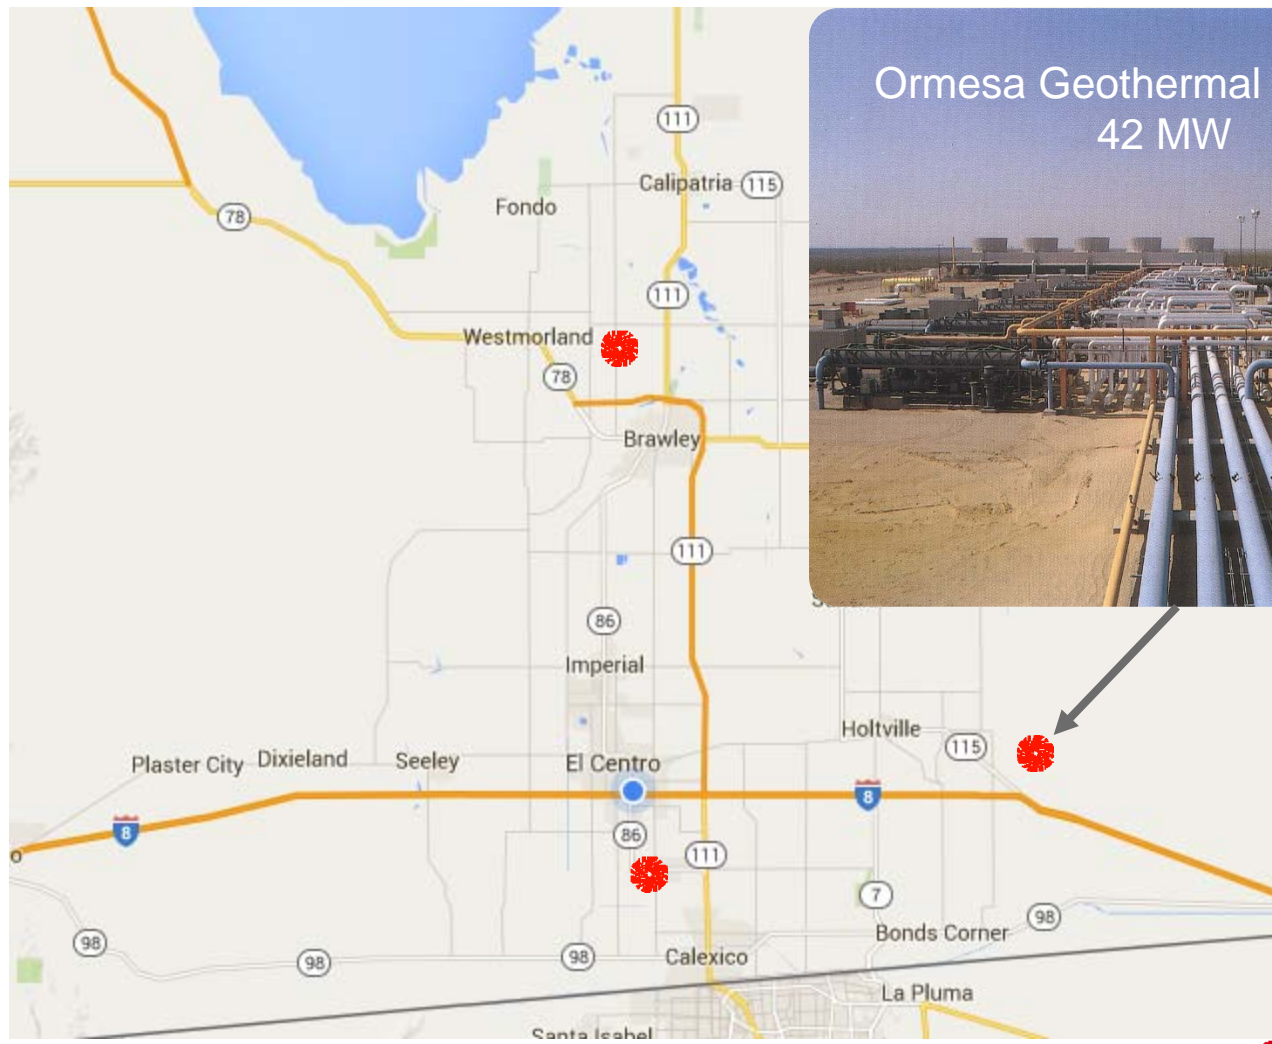 Ormesa Geothermal
42 MW
111
Calipatria
115
Fondo
78
111
Westmorland
78
Brawley
111
86
Imperial
Holtville
115
Plaster City
Dixieland
Seeley
El Centro
8
8
86
111
7
98
98
98
98
Bonds Corner
Calexico
La Pluma
Santa Isabel